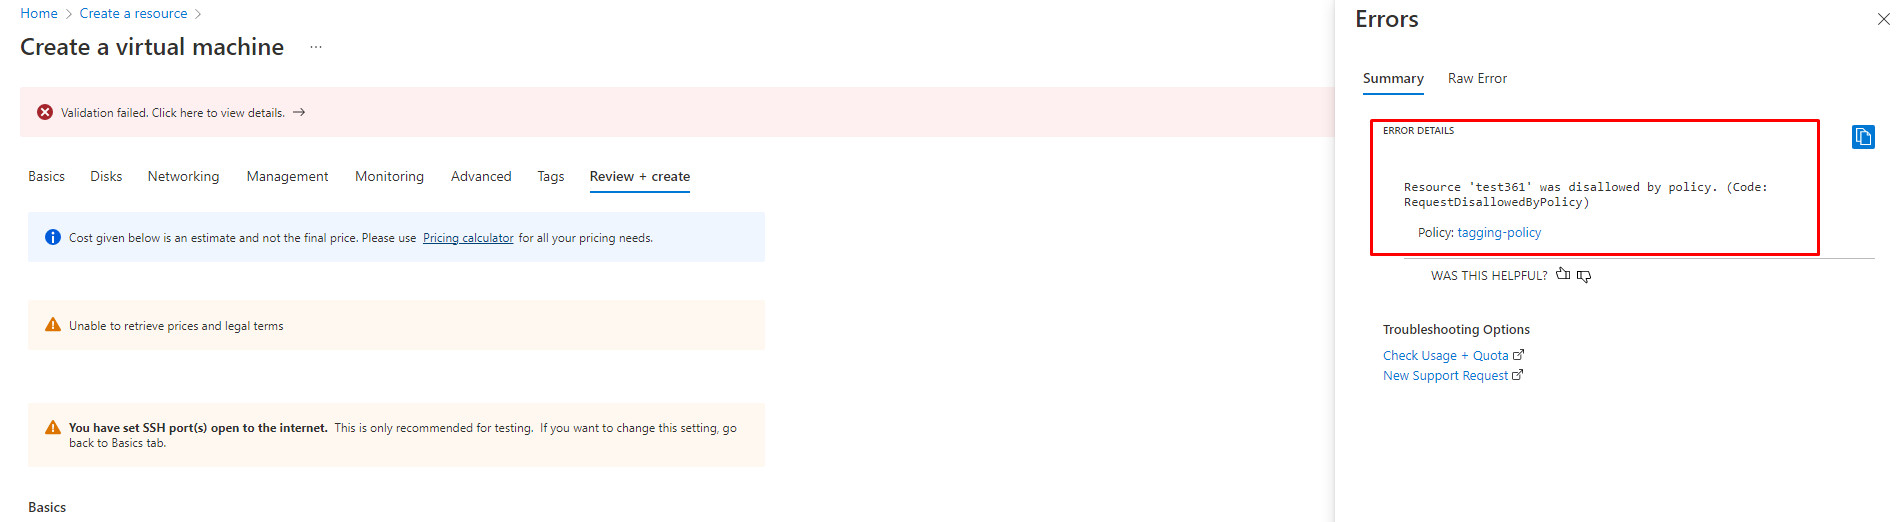 Home > Create a resource >
Create a virtual machine ...
Validation failed. Click here to view details. →
Basics Disks Networking Management Monitoring Advanced Tags Review + create
Cost given below is an estimate and not the final price. Please use Pricing calculator for all your pricing needs.
Unable to retrieve prices and legal terms
You have set SSH port(s) open to the internet. This is only recommended for testing. If you want to change this setting, go
back to Basics tab.
Basics
Errors
Summary Raw Error
ERROR DETAILS
Resource 'test361' was disallowed by policy. (Code:
RequestDisallowedByPolicy)
Policy: tagging-policy
WAS THIS HELPFUL?
Troubleshooting Options
Check Usage + Quota
New Support Request